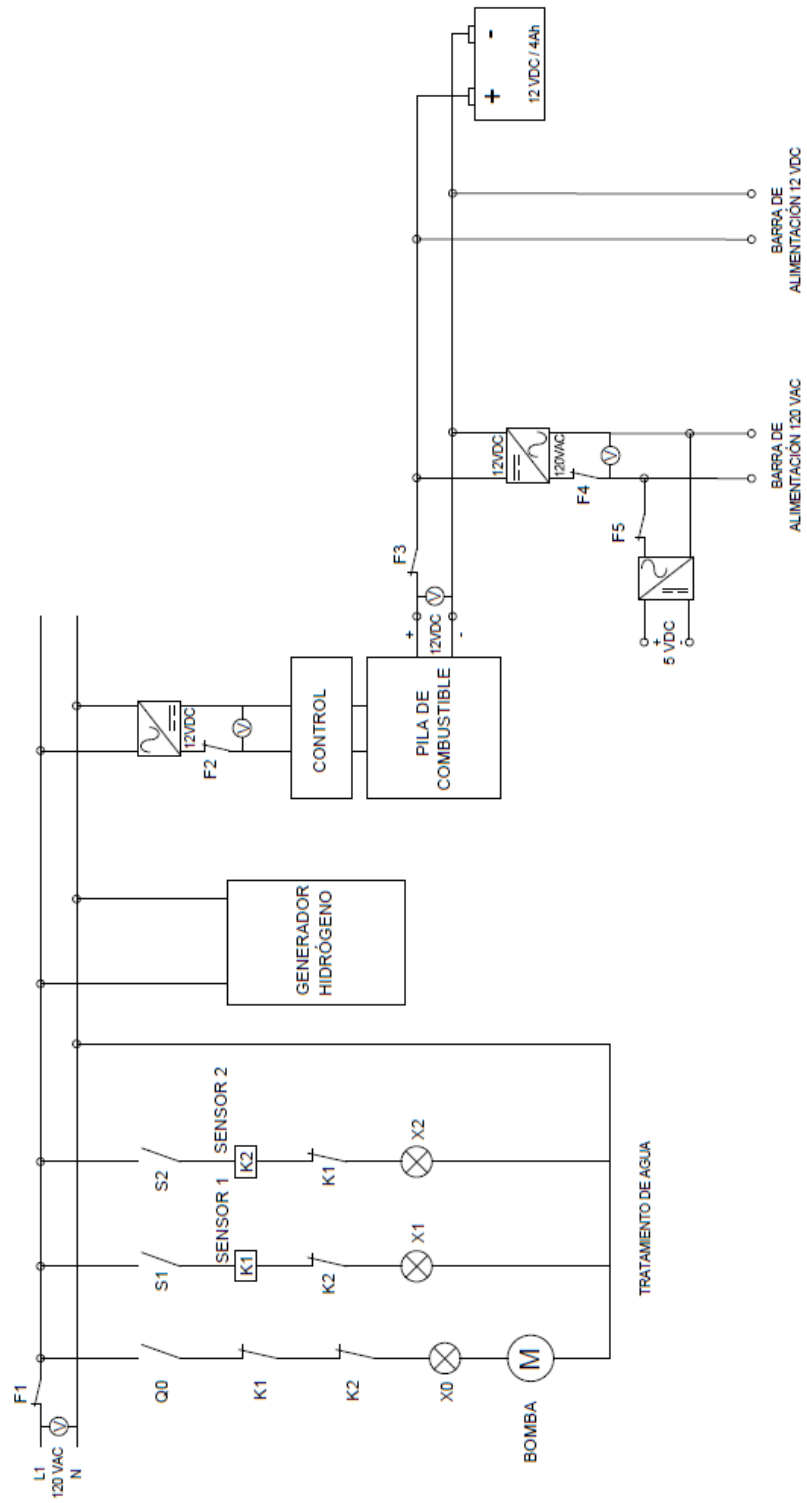 L1
120 VAC
N
F1
Q0
K1
K2
X0
M
BOMBA
S1
SENSOR 1
K1
K2
X1
S2
SENSOR 2
K2
K1
X2
TRATAMIENTO DE AGUA
V
GENERADOR
HIDRÓGENO
12VDC
F2
V
CONTROL
PILA DE
COMBUSTIBLE
+
12VDC
-
V
F3
12VDC
120VAC
F4
V
F5
+
5 VDC
-
BARRA DE
ALIMENTACIÓN 120 VAC
BARRA DE
ALIMENTACIÓN 12 VDC
+
-
12 VDC / 4Ah